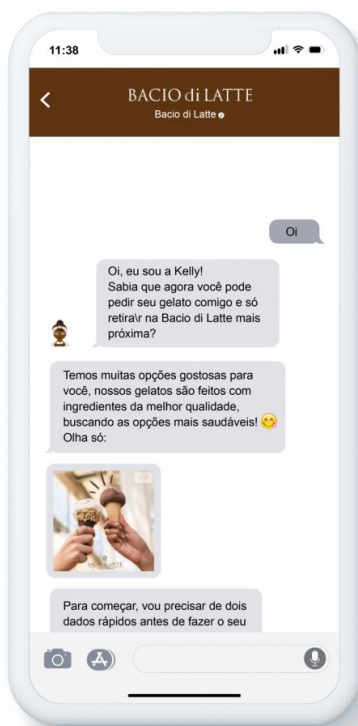 11:38
BACIO di LATTE
Bacio di Latte
Oi
Oi, eu sou a Kelly!
Sabia que agora você pode
pedir seu gelato comigo e só
retira\r na Bacio di Latte mais
próxima?
Temos muitas opções gostosas para
você, nossos gelatos são feitos com
ingredientes da melhor qualidade,
buscando as opções mais saudáveis! 😋
Olha só:
BACIO di LATTE
Para começar, vou precisar de dois
dados rápidos antes de fazer o seu